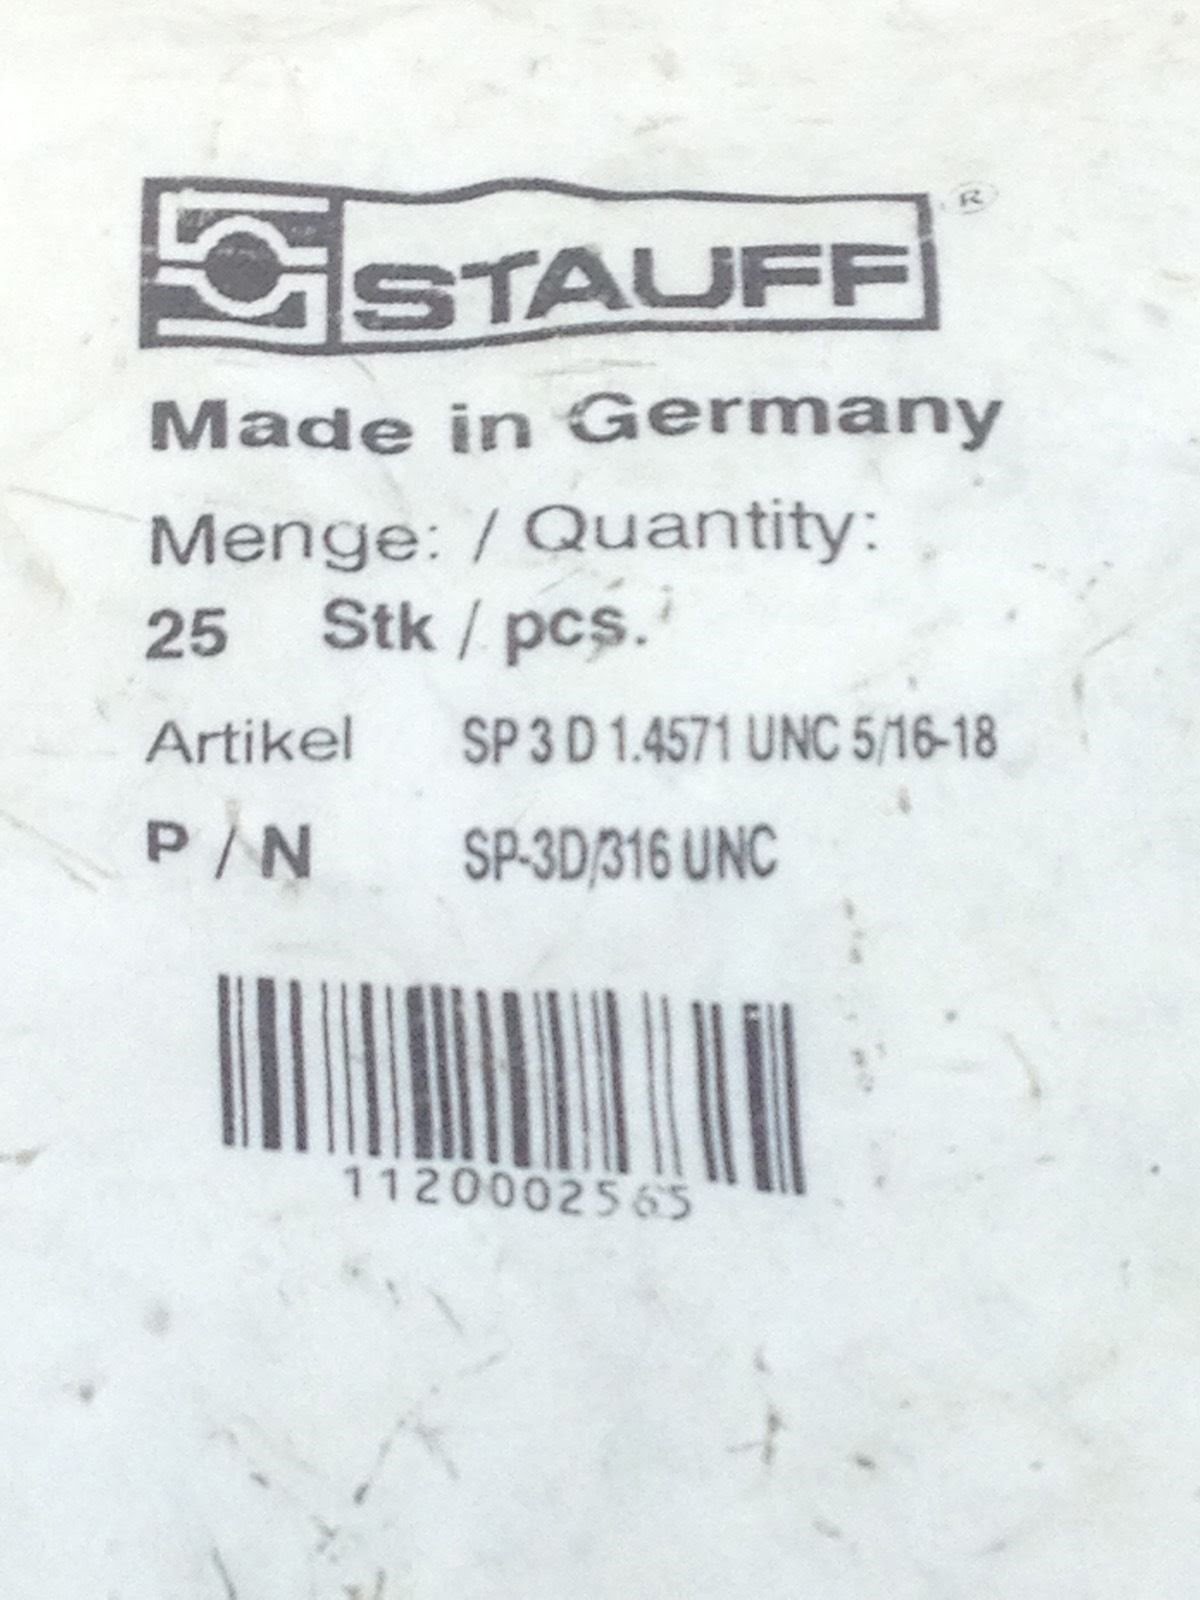 STAUFF ®
Made in Germany
Menge: / Quantity:
25 Stk / pcs.
Artikel SP 3 D 1.4571 UNC 5/16-18
P / N SP-3D/316 UNC
1120002565